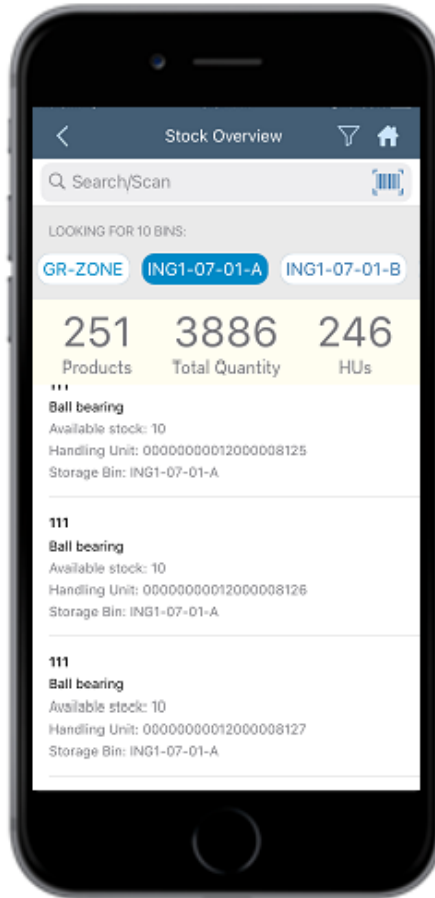 Stock Overview
Search/Scan
LOOKING FOR 10 BINS:
GR-ZONE ING1-07-01-A ING1-07-01-B
251 3886 246
Products Total Quantity HUs
111
Ball bearing
Available stock: 10
Handling Unit: 00000000012000008125
Storage Bin: ING1-07-01-A
111
Ball bearing
Available stock: 10
Handling Unit: 00000000012000008126
Storage Bin: ING1-07-01-A
111
Ball bearing
Available stock: 10
Handling Unit: 00000000012000008127
Storage Bin: ING1-07-01-A